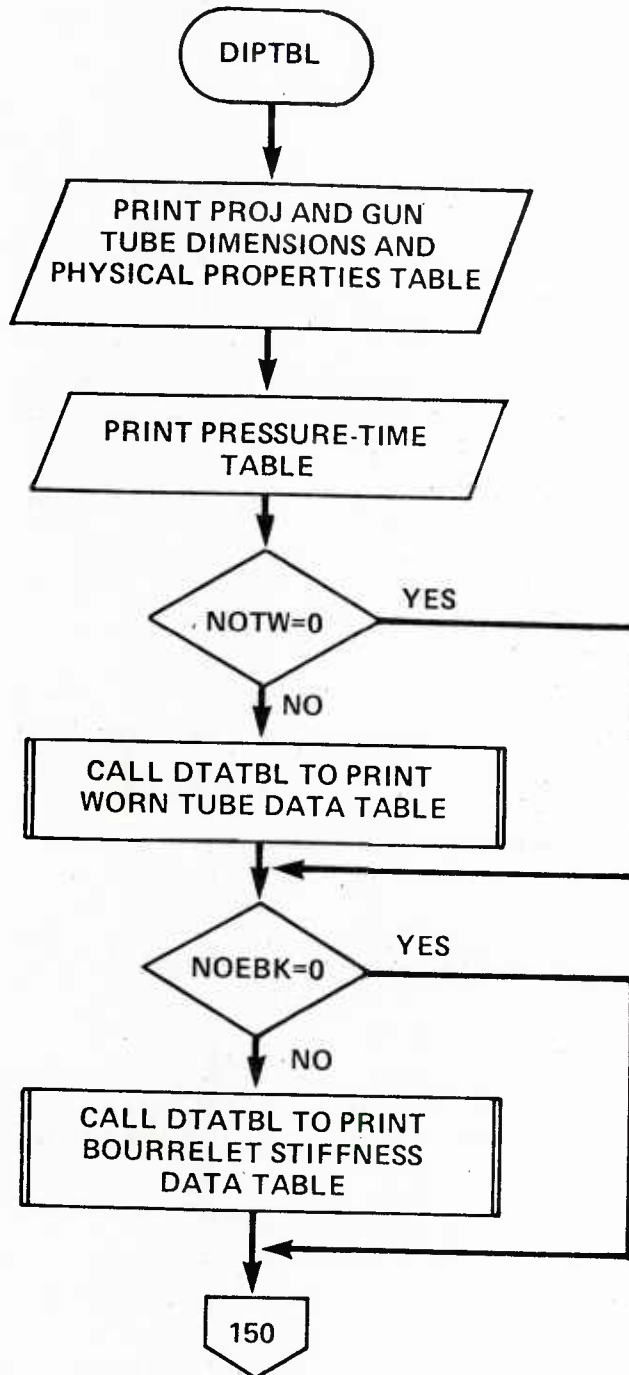 DIPTBL
PRINT PROJ AND GUN
TUBE DIMENSIONS AND
PHYSICAL PROPERTIES TABLE
PRINT PRESSURE-TIME
TABLE
NOTW=0
YES
NO
CALL DTATBL TO PRINT
WORN TUBE DATA TABLE
NOEBK=0
YES
NO
CALL DTATBL TO PRINT
BOURRELET STIFFNESS
DATA TABLE
150